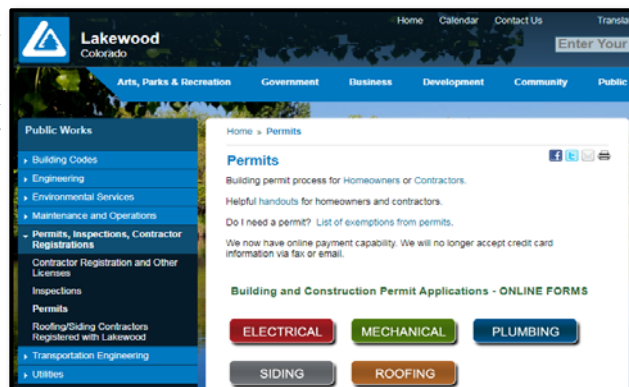 Home Calendar Contact Us Transla
Lakewood
Colorado
Enter Your
Arts, Parks & Recreation Government Business Development Community Public
Public Works
Building Codes
Engineering
Environmental Services
Maintenance and Operations
Permits, Inspections, Contractor
Registrations
Contractor Registration and Other
Licenses
Inspections
Permits
Roofing/Siding Contractors
Registered with Lakewood
Transportation Engineering
Utilities
Home » Permits
Permits
Building permit process for Homeowners or Contractors.
Helpful handouts for homeowners and contractors.
Do I need a permit? List of exemptions from permits.
We now have online payment capability. We will no longer accept credit card
information via fax or email.
Building and Construction Permit Applications - ONLINE FORMS
ELECTRICAL MECHANICAL PLUMBING
SIDING ROOFING